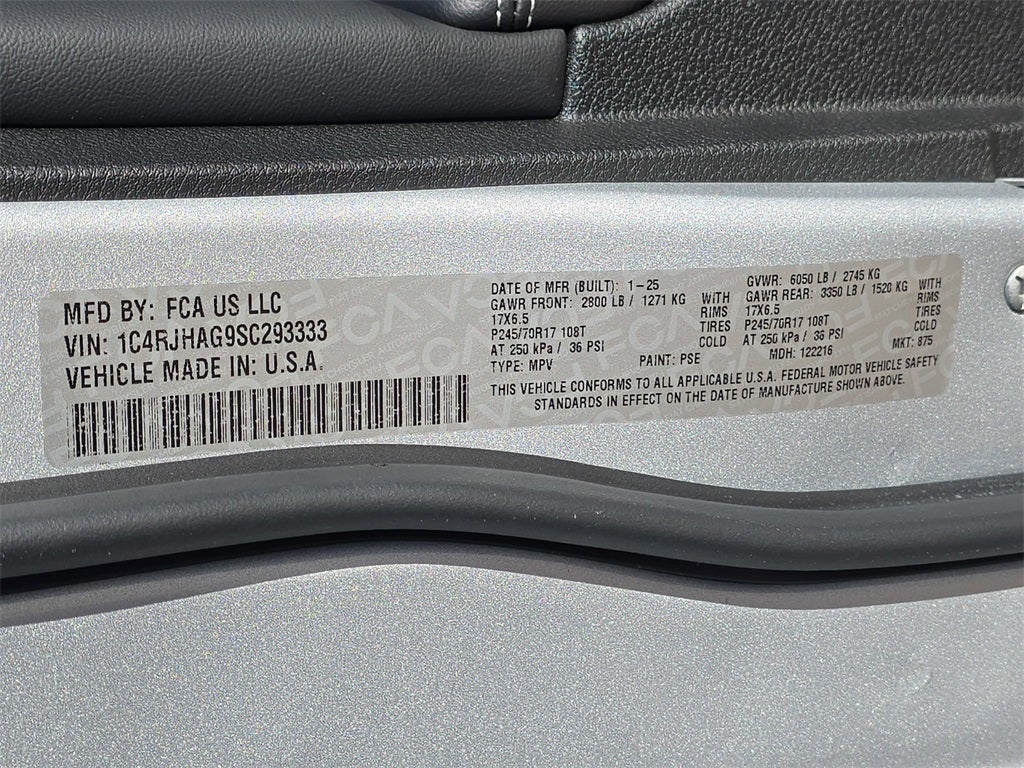 MFD BY: FCA US LLC
VIN: 1C4RJHAG9SC293333
VEHICLE MADE IN: U.S.A.
DATE OF MFR (BUILT): 1-25
GAWR FRONT: 2800 LB / 1271 KG WITH
17X6.5 RIMS
P245/70R17 108T TIRES
AT 250 kPa / 36 PSI COLD
TYPE: MPV PAINT: PSE
GVWR: 6050 LB / 2745 KG
GAWR REAR: 3350 LB / 1520 KG WITH
17X6.5 RIMS
P245/70R17 108T TIRES
AT 250 kPa / 36 PSI COLD
MDH: 122216 MKT: 875
THIS VEHICLE CONFORMS TO ALL APPLICABLE U.S.A. FEDERAL MOTOR VEHICLE SAFETY
STANDARDS IN EFFECT ON THE DATE OF MANUFACTURE SHOWN ABOVE.